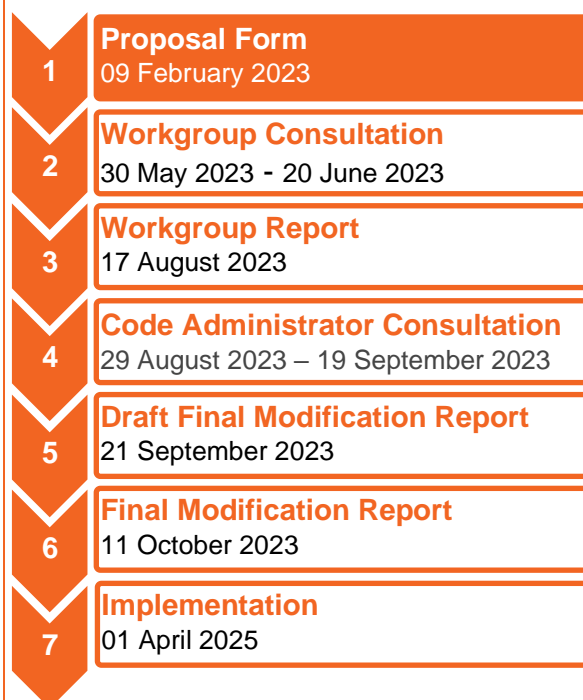 1
Proposal Form
09 February 2023
2
Workgroup Consultation
30 May 2023 - 20 June 2023
3
Workgroup Report
17 August 2023
4
Code Administrator Consultation
29 August 2023 – 19 September 2023
5
Draft Final Modification Report
21 September 2023
6
Final Modification Report
11 October 2023
7
Implementation
01 April 2025